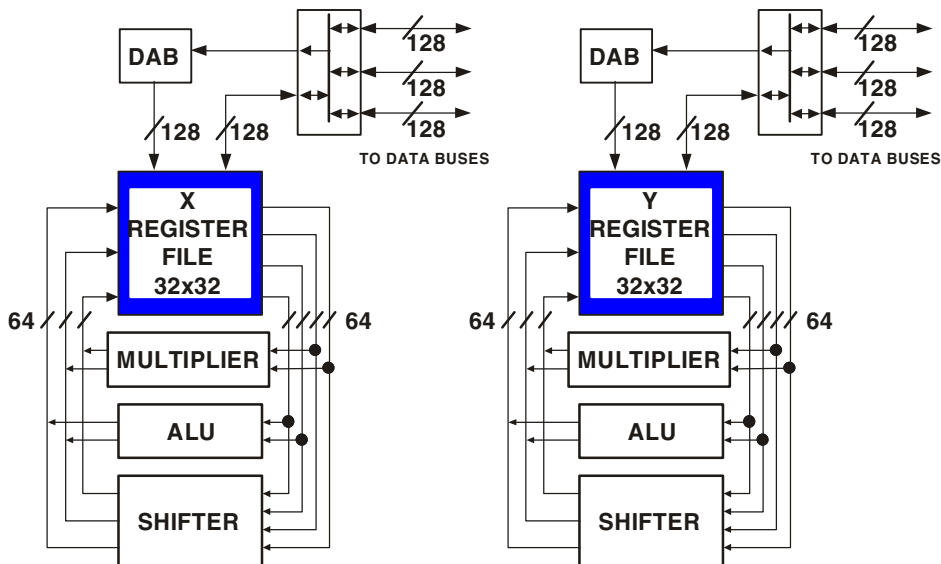 DAB
128
128
128
128
128
TO DATA BUSES
X
REGISTER
FILE
32x32
64
64
MULTIPLIER
ALU
SHIFTER
DAB
128
128
128
128
128
TO DATA BUSES
Y
REGISTER
FILE
32x32
64
64
MULTIPLIER
ALU
SHIFTER